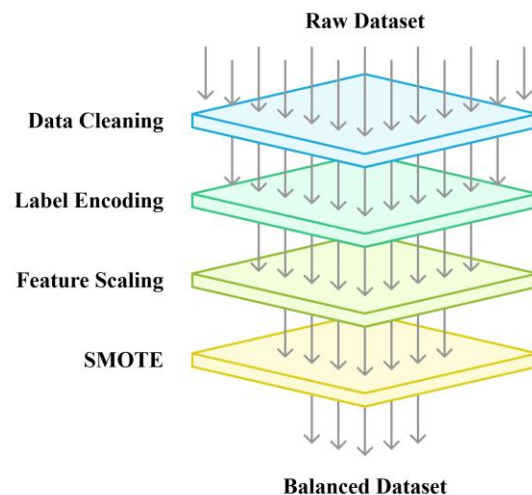 Raw Dataset
Data Cleaning
Label Encoding
Feature Scaling
SMOTE
Balanced Dataset